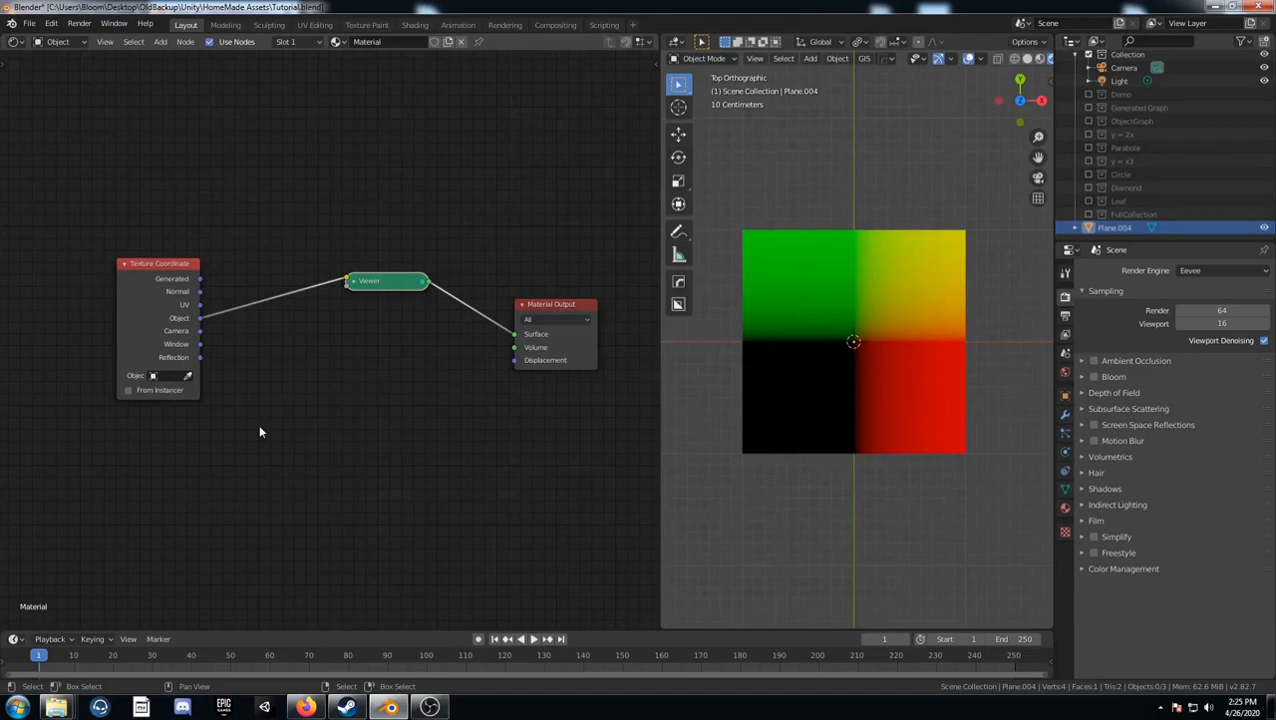 Blender* [C:\Users\Bloom\Desktop\OldBackup\Unity\HomeMade Assets\Tutorial.blend]
File Edit Render Window Help Layout Modeling Sculpting UV Editing Texture Paint Shading Animation Rendering Compositing Scripting Scene View Layer
Object View Select Add Node Use Nodes Slot 1 Material Global Options
Object Mode View Select Add Object GIS
Top Orthographic
(1) Scene Collection | Plane.004
10 Centimeters
Y
Z
X
Texture Coordinate
Generated
Normal
UV
Object
Camera
Window
Reflection
Objec
From Instancer
Viewer
Material Output
All
Surface
Volume
Displacement
Material
Collection
Camera
Light
Demo
Generated Graph
ObjectGraph
y = 2x
Parabola
y = x3
Circle
Diamond
Leaf
FullCollection
Plane.004
Scene
Render Engine Eevee
Sampling
Render 64
Viewport 16
Viewport Denoising
Ambient Occlusion
Bloom
Depth of Field
Subsurface Scattering
Screen Space Reflections
Motion Blur
Volumetrics
Hair
Shadows
Indirect Lighting
Film
Simplify
Freestyle
Color Management
Playback Keying View Marker 1 Start 1 End 250
1 10 20 30 40 50 60 70 80 90 100 110 120 130 140 150 160 170 180 190 200 210 220 230 240 250
Select Box Select Pan View Select Box Select Scene Collection | Plane.004 | Verts:4 | Faces:1 | Tris:2 | Objects:0/3 | Mem: 62.6 MiB | v2.82.7
EPIC GAMES
2:25 PM
4/26/2020